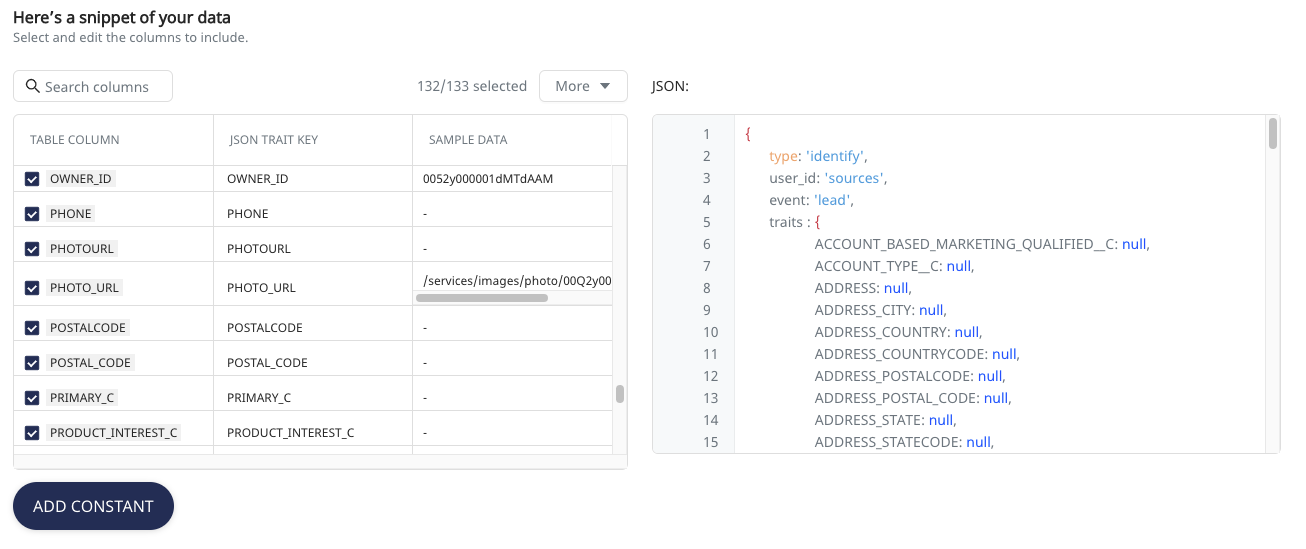 Here's a snippet of your data
Select and edit the columns to include.
Search columns
132/133 selected
More
TABLE COLUMN JSON TRAIT KEY SAMPLE DATA
OWNER_ID OWNER_ID 0052y000001dMTdAAM
PHONE PHONE -
PHOTOURL PHOTOURL -
PHOTO_URL PHOTO_URL /services/images/photo/00Q2y00
POSTALCODE POSTALCODE -
POSTAL_CODE POSTAL_CODE -
PRIMARY_C PRIMARY_C -
PRODUCT_INTEREST_C PRODUCT_INTEREST_C -
ADD CONSTANT
JSON:
1 {
2 type: 'identify',
3 user_id: 'sources',
4 event: 'lead',
5 traits : {
6 ACCOUNT_BASED_MARKETING_QUALIFIED__C: null,
7 ACCOUNT_TYPE__C: null,
8 ADDRESS: null,
9 ADDRESS_CITY: null,
10 ADDRESS_COUNTRY: null,
11 ADDRESS_COUNTRYCODE: null,
12 ADDRESS_POSTALCODE: null,
13 ADDRESS_POSTAL_CODE: null,
14 ADDRESS_STATE: null,
15 ADDRESS_STATECODE: null,